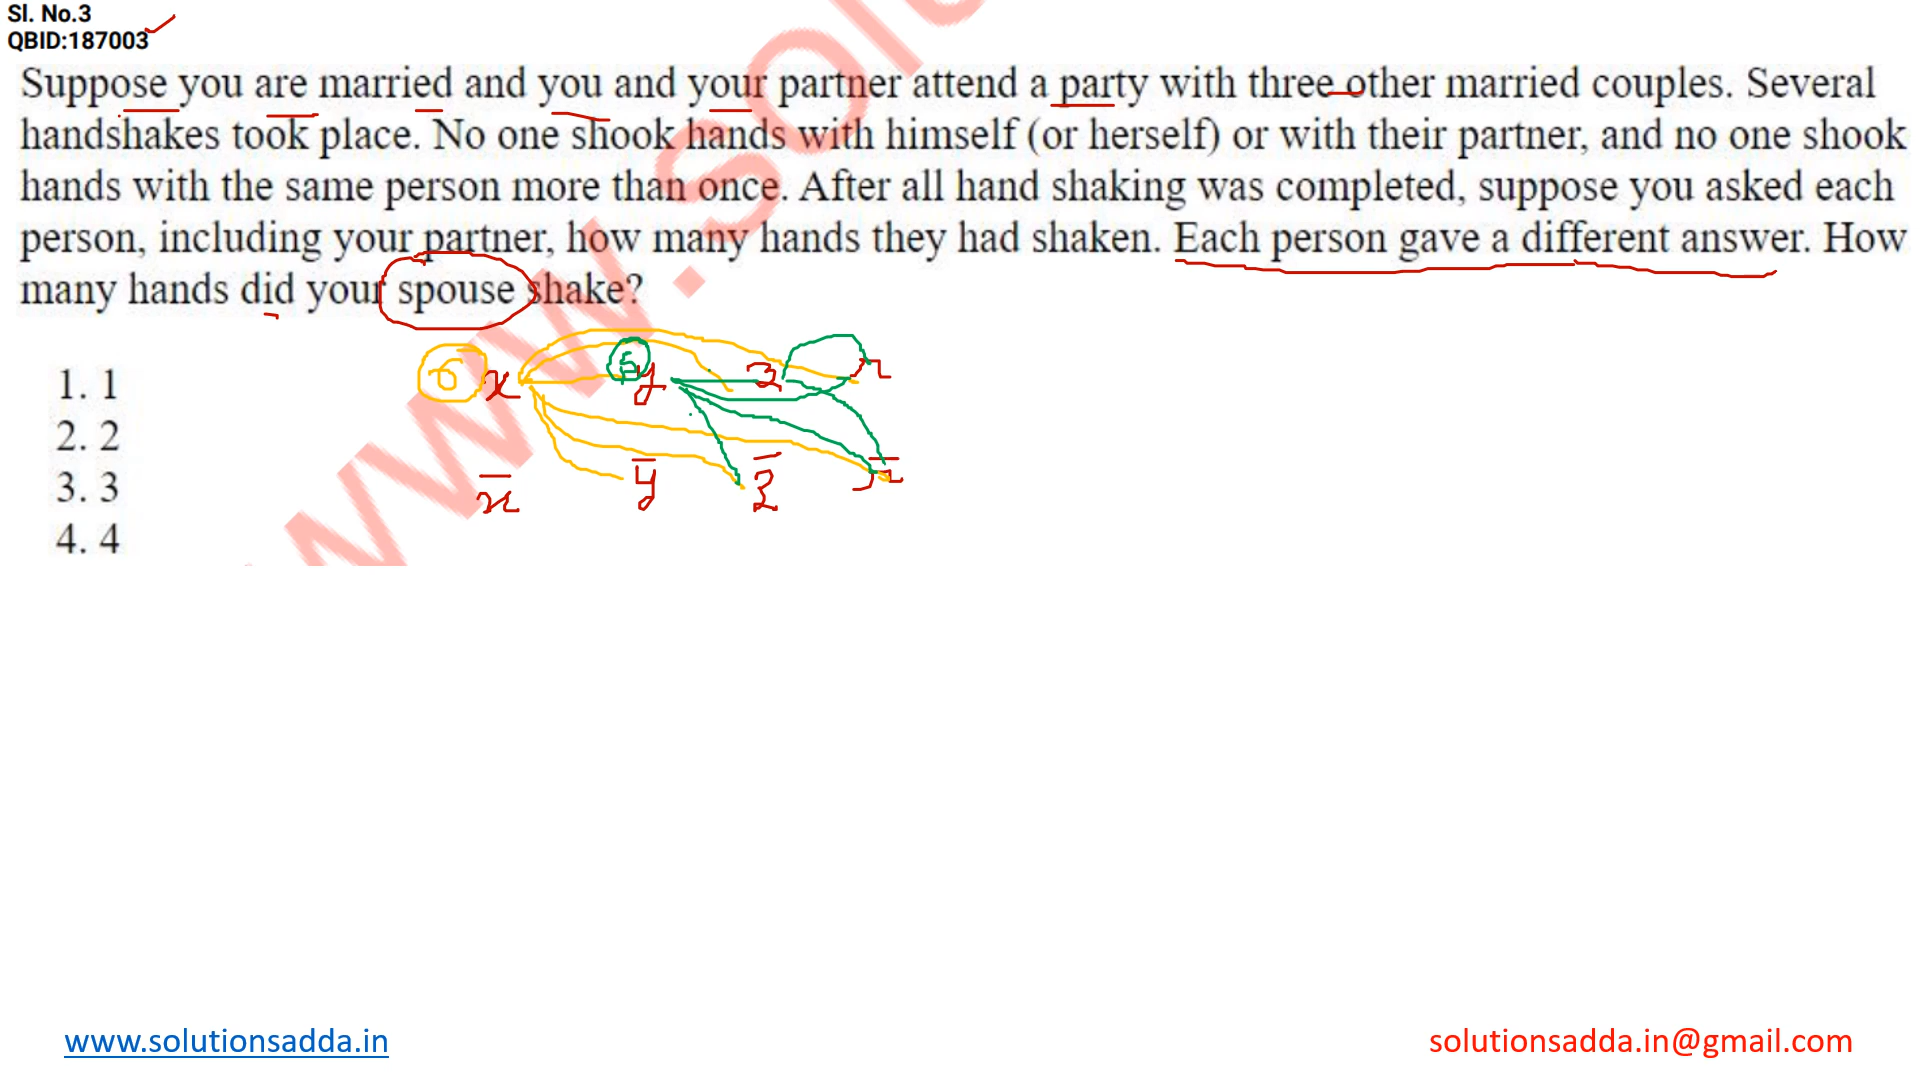 Sl. No.3
QBID:187003
Suppose you are married and you and your partner attend a party with three other married couples. Several
handshakes took place. No one shook hands with himself (or herself) or with their partner, and no one shook
hands with the same person more than once. After all hand shaking was completed, suppose you asked each
person, including your partner, how many hands they had shaken. Each person gave a different answer. How
many hands did your spouse shake?
6 x 5 y z
1. 1
2. 2
x̅ y̅ z̅
3. 3
4. 4
www.sol
www.solutionsadda.in
solutionsadda.in@gmail.com